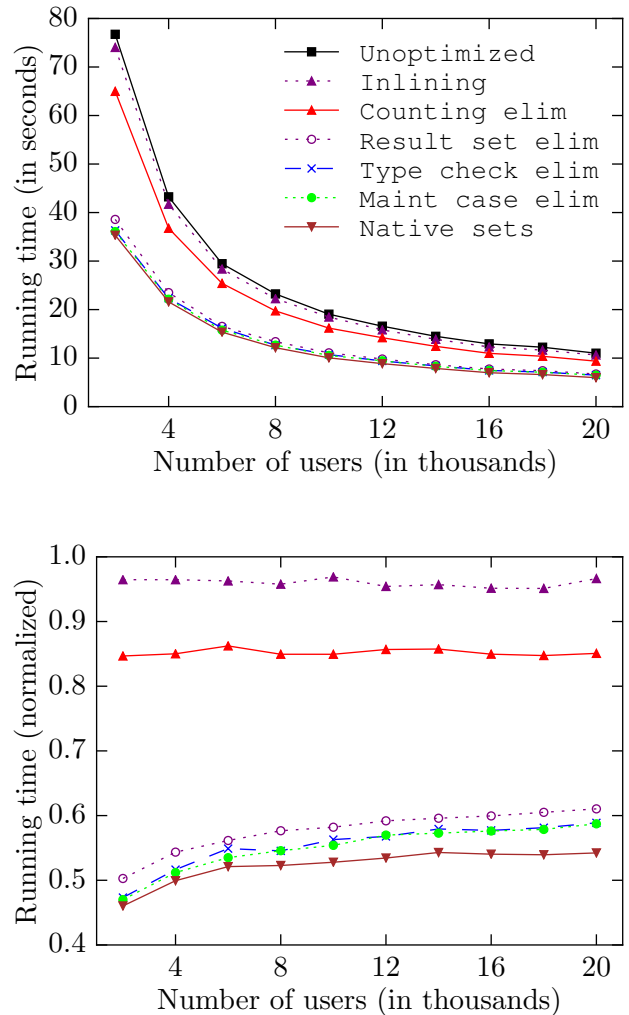 Running time (in seconds)
80
70
60
50
40
30
20
10
0
Unoptimized
Inlining
Counting elim
Result set elim
Type check elim
Maint case elim
Native sets
4 8 12 16 20
Number of users (in thousands)
Running time (normalized)
1.0
0.9
0.8
0.7
0.6
0.5
0.4
4 8 12 16 20
Number of users (in thousands)